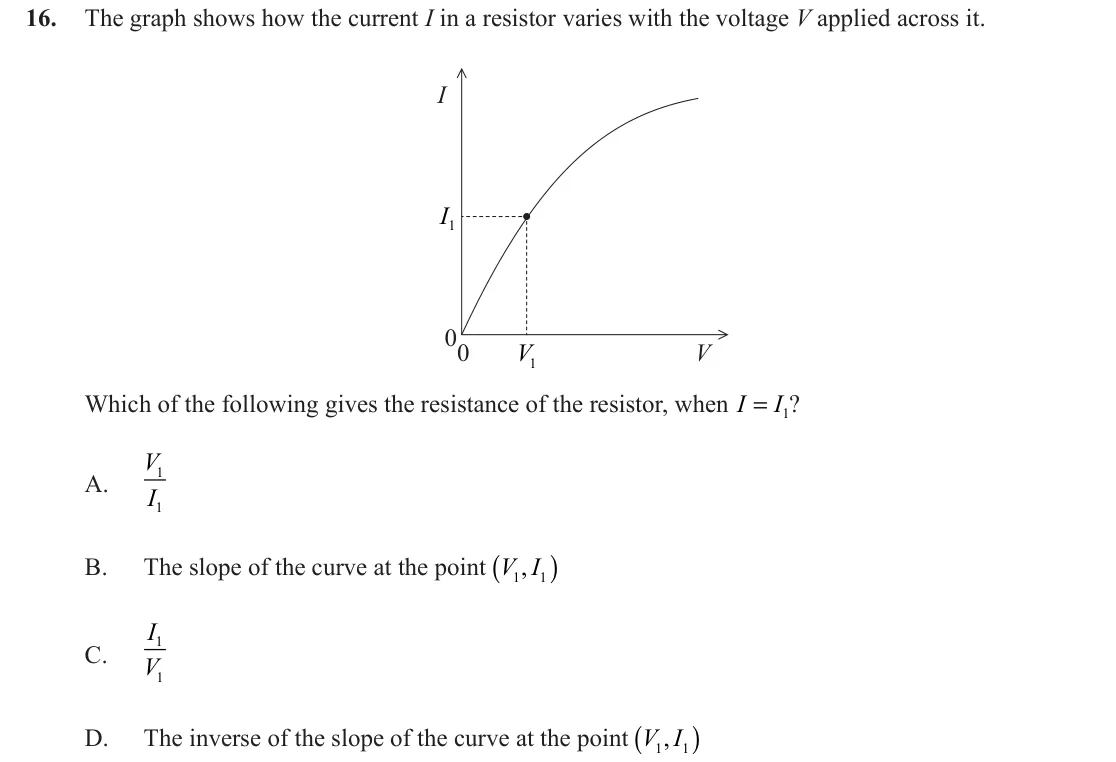 16. The graph shows how the current I in a resistor varies with the voltage V applied across it.
I
I₁
0
0 V₁ V
Which of the following gives the resistance of the resistor, when I = I₁?
A. V₁/I₁
B. The slope of the curve at the point (V₁, I₁)
C. I₁/V₁
D. The inverse of the slope of the curve at the point (V₁, I₁)